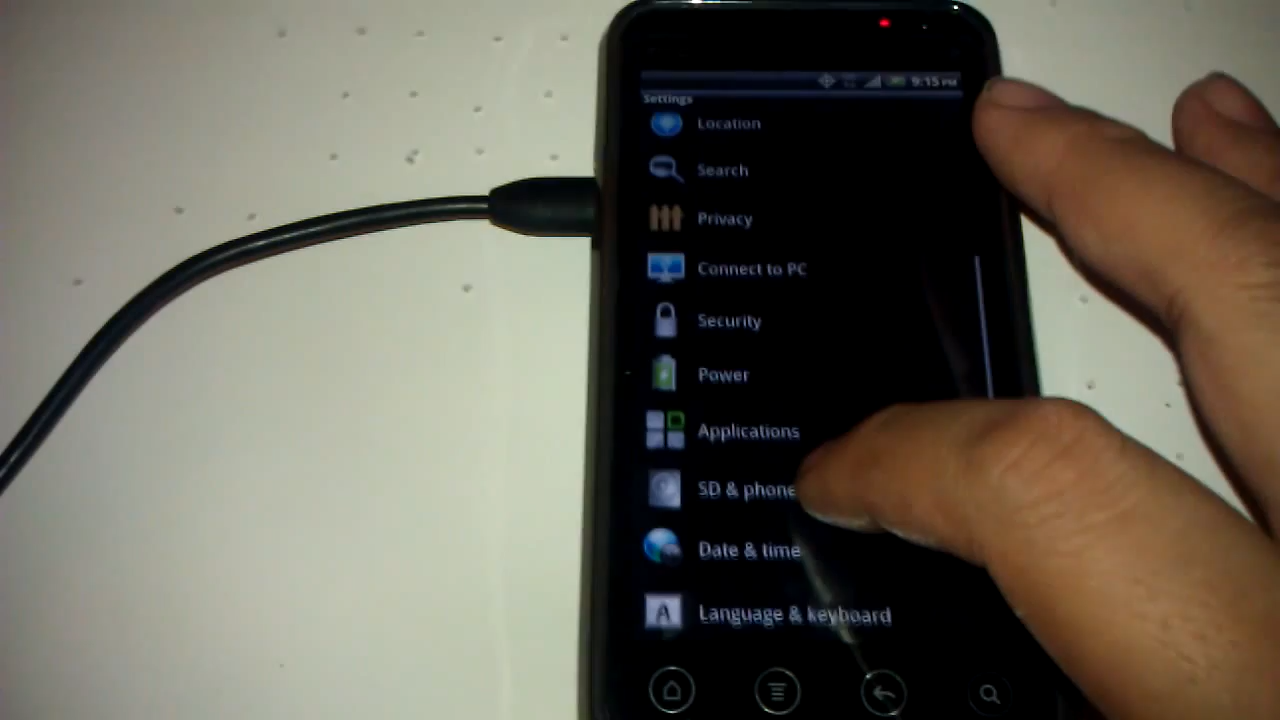 9:15 PM
Settings
Location
Search
Privacy
Connect to PC
Security
Power
Applications
SD & phone
Date & time
Language & keyboard